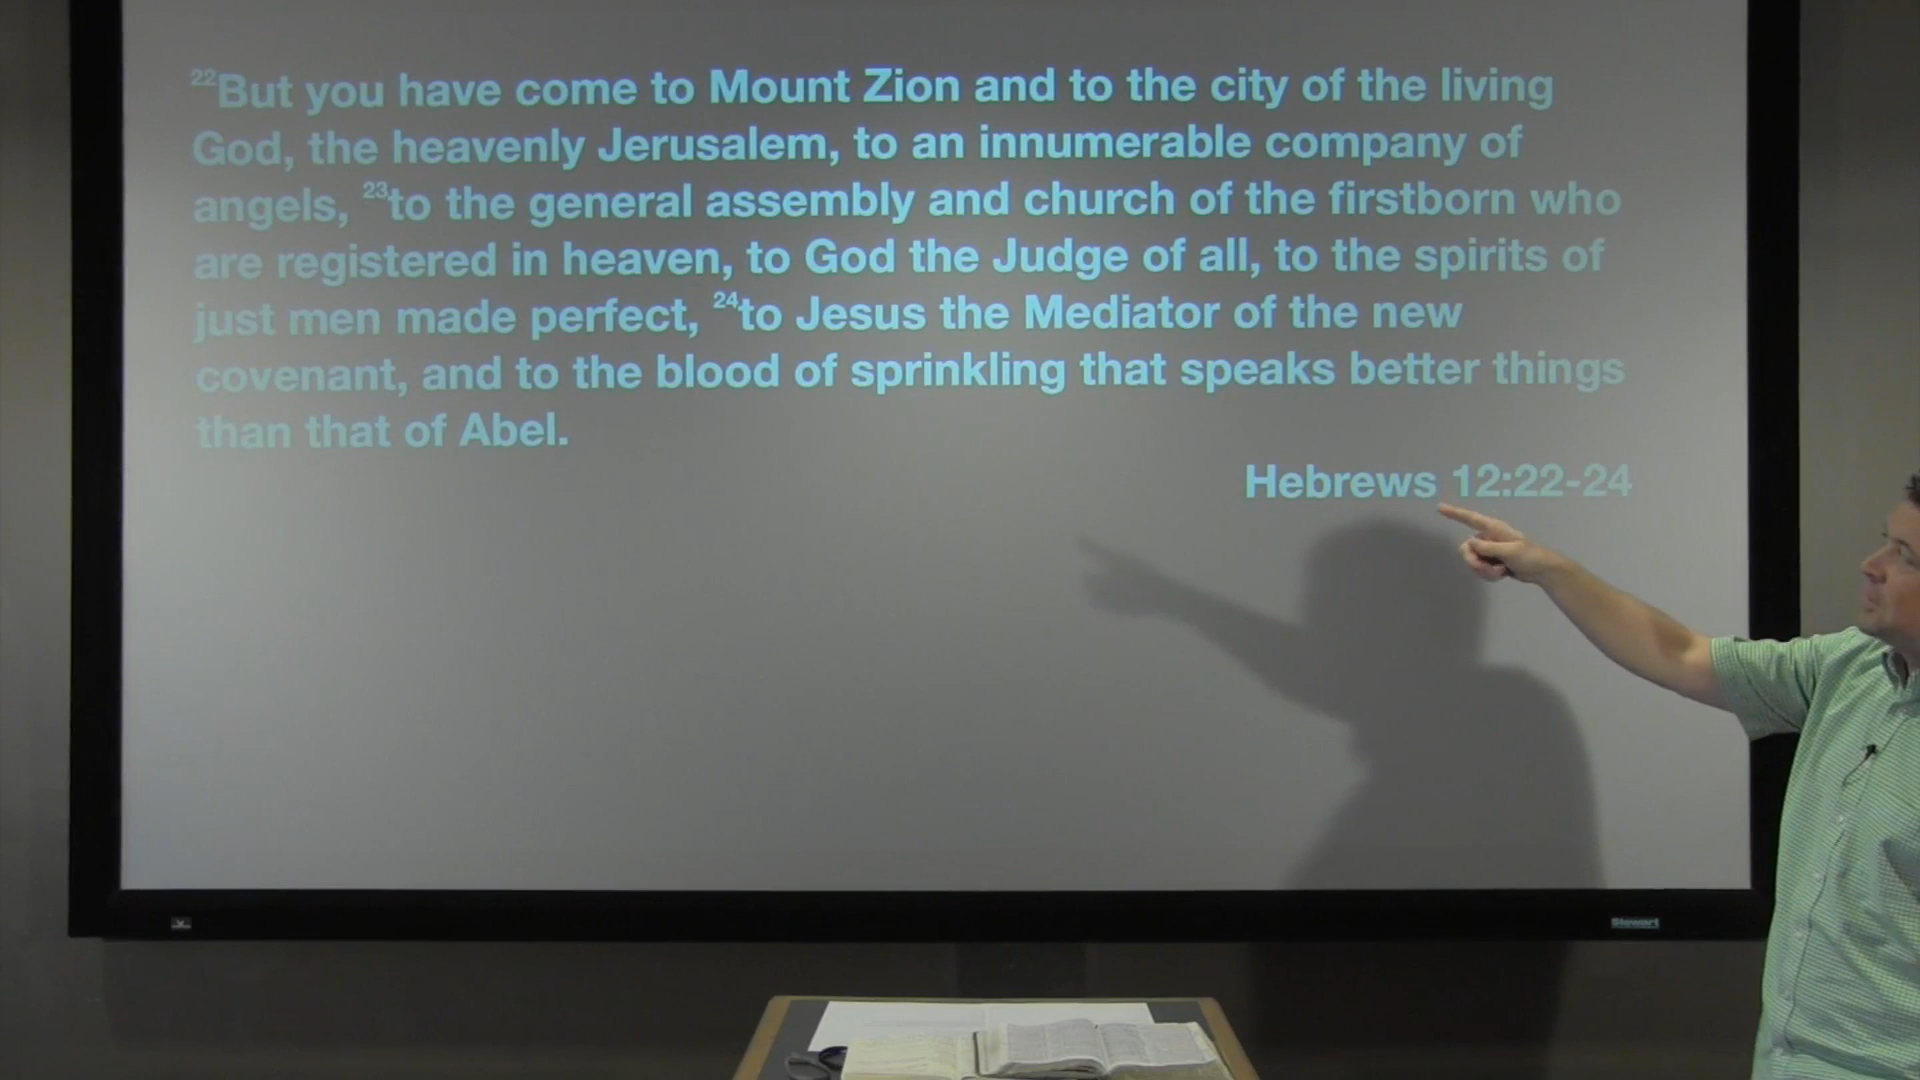 ²²But you have come to Mount Zion and to the city of the living
God, the heavenly Jerusalem, to an innumerable company of
angels, ²³to the general assembly and church of the firstborn who
are registered in heaven, to God the Judge of all, to the spirits of
just men made perfect, ²⁴to Jesus the Mediator of the new
covenant, and to the blood of sprinkling that speaks better things
than that of Abel.
Hebrews 12:22-24
Stewart